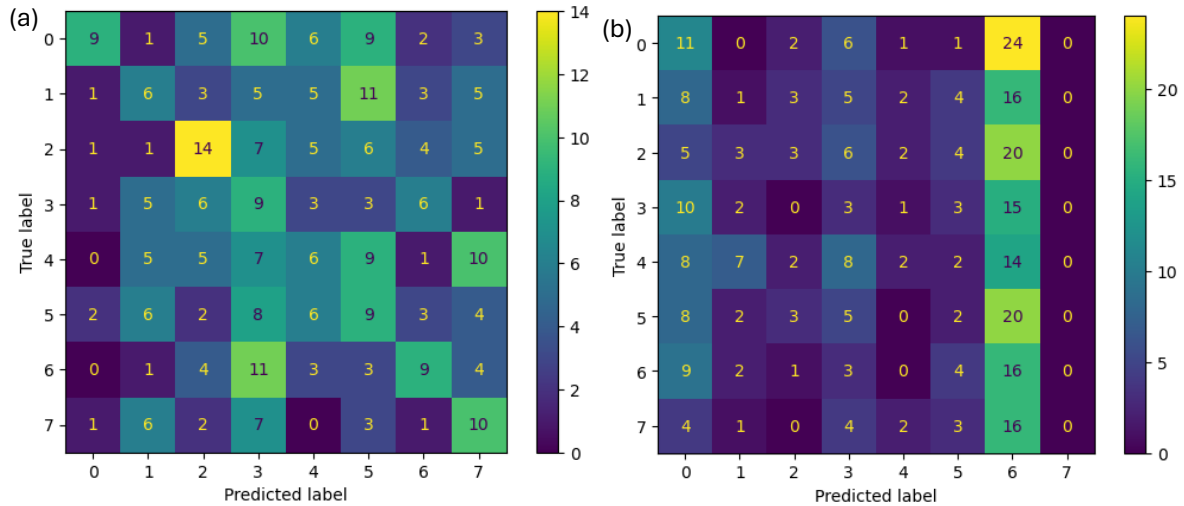 (a)
True label
0 9 1 5 10 6 9 2 3
1 1 6 3 5 5 11 3 5
2 1 1 14 7 5 6 4 5
3 1 5 6 9 3 3 6 1
4 0 5 5 7 6 9 1 10
5 2 6 2 8 6 9 3 4
6 0 1 4 11 3 3 9 4
7 1 6 2 7 0 3 1 10
0 1 2 3 4 5 6 7
Predicted label
14
12
10
8
6
4
2
0
(b)
True label
0 11 0 2 6 1 1 24 0
1 8 1 3 5 2 4 16 0
2 5 3 3 6 2 4 20 0
3 10 2 0 3 1 3 15 0
4 8 7 2 8 2 2 14 0
5 8 2 3 5 0 2 20 0
6 9 2 1 3 0 4 16 0
7 4 1 0 4 2 3 16 0
0 1 2 3 4 5 6 7
Predicted label
20
15
10
5
0